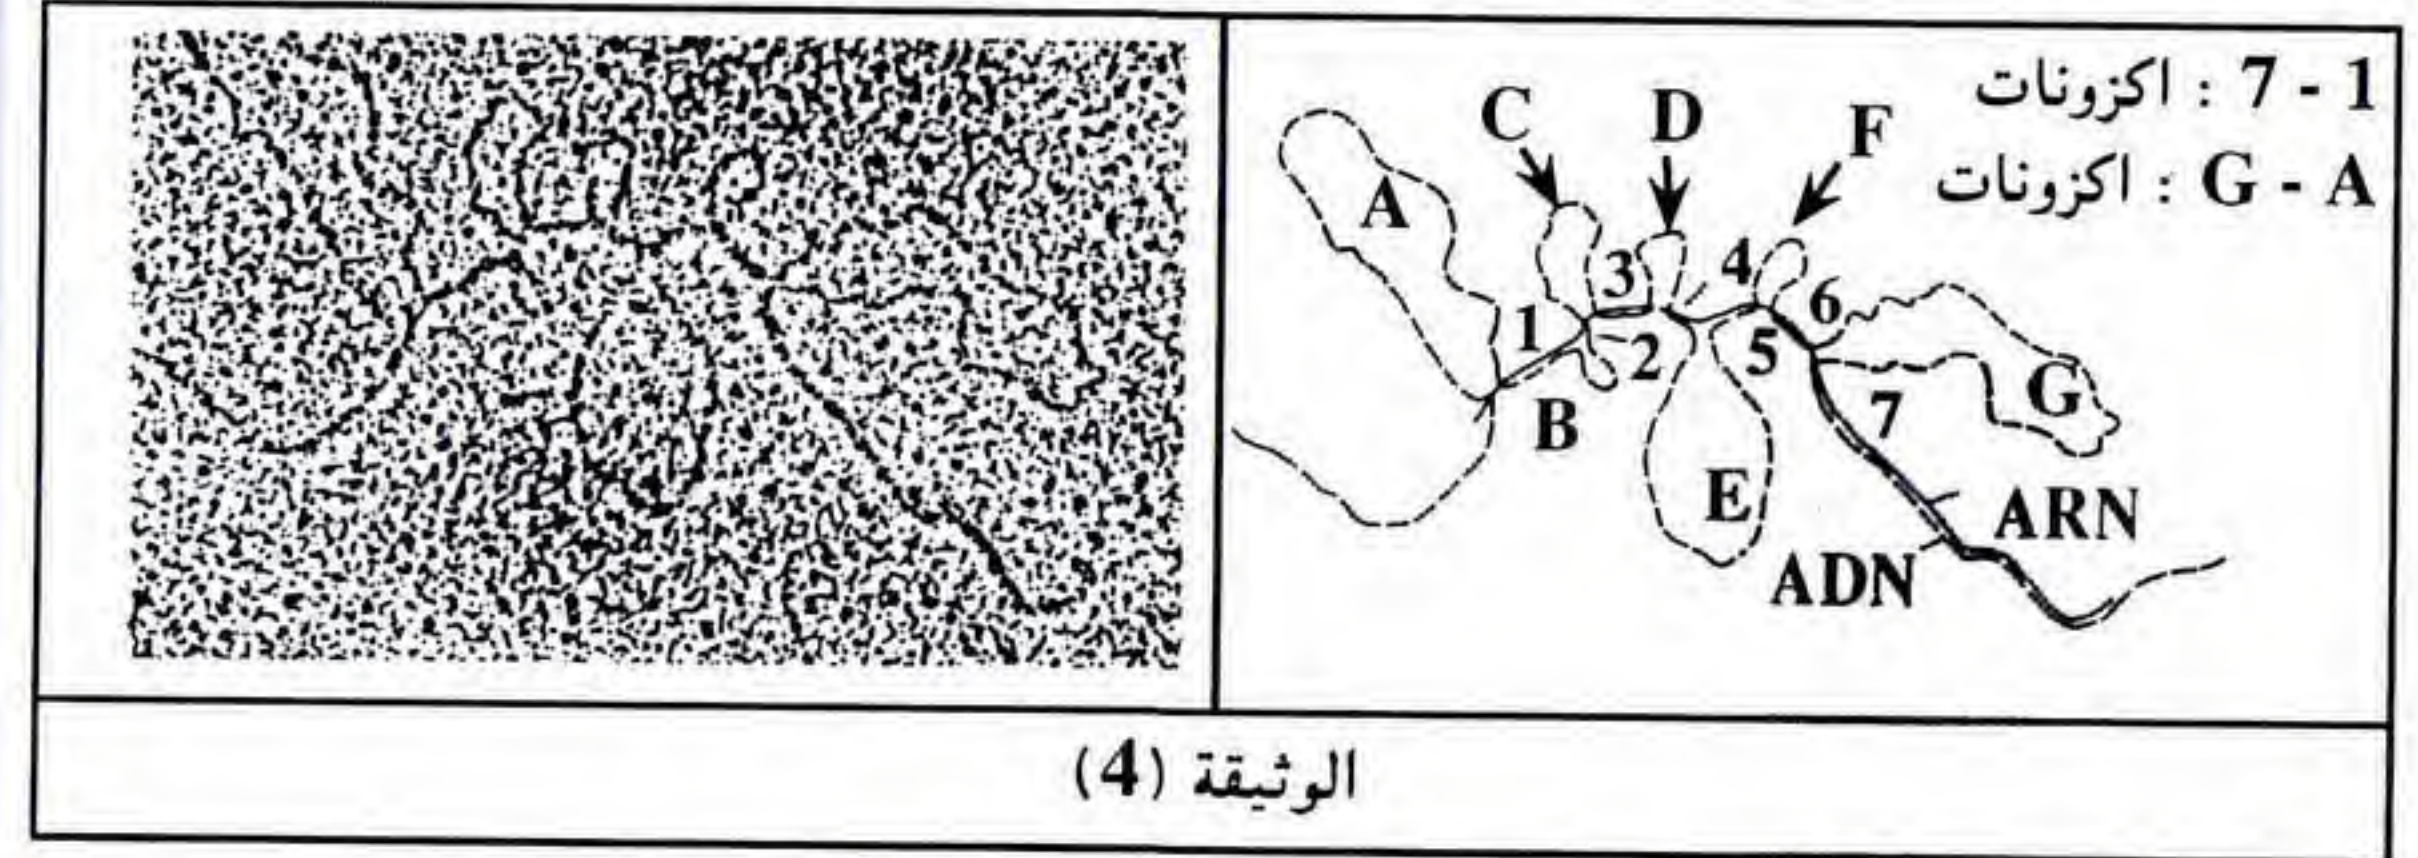 1 - 7 : اكزونات
G - A : اكزونات
C
D
F
A
3
4
6
1
2
5
B
7
G
E
ARN
ADN
الوثيقة (4)